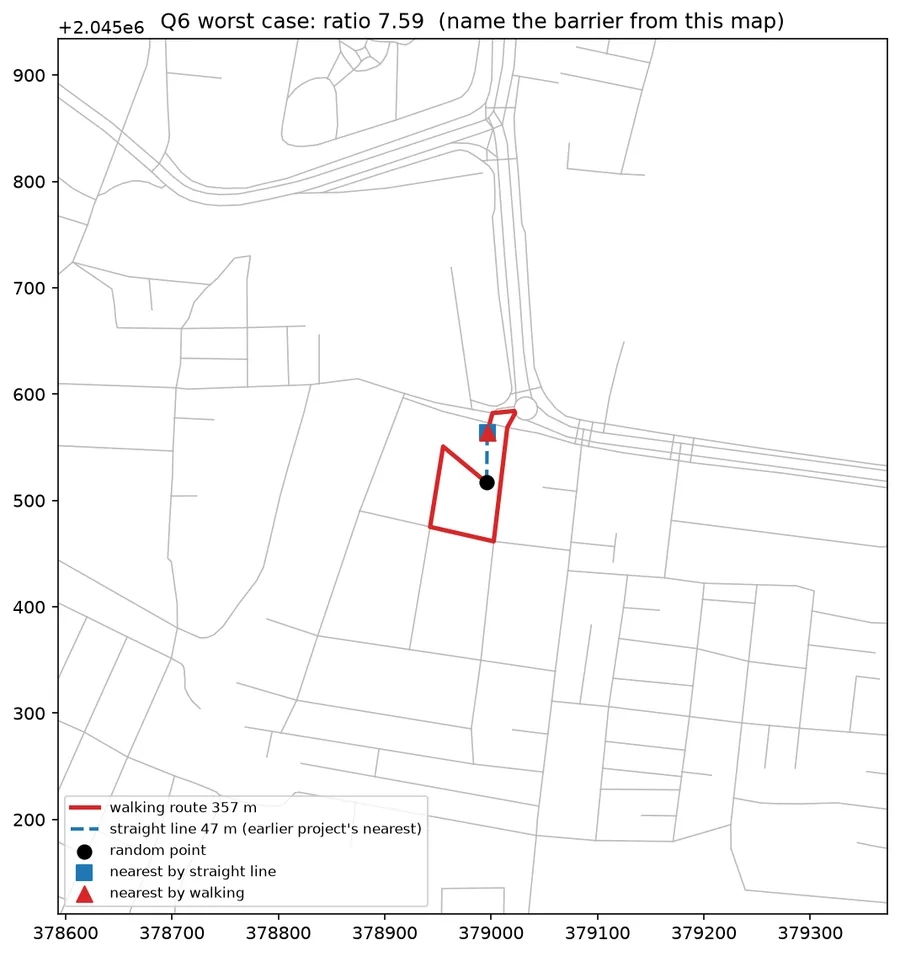 Q6 worst case: ratio 7.59 (name the barrier from this map)
+2.045e6
900
800
700
600
500
400
300
200
walking route 357 m
straight line 47 m (earlier project's nearest)
random point
nearest by straight line
nearest by walking
378600 378700 378800 378900 379000 379100 379200 379300